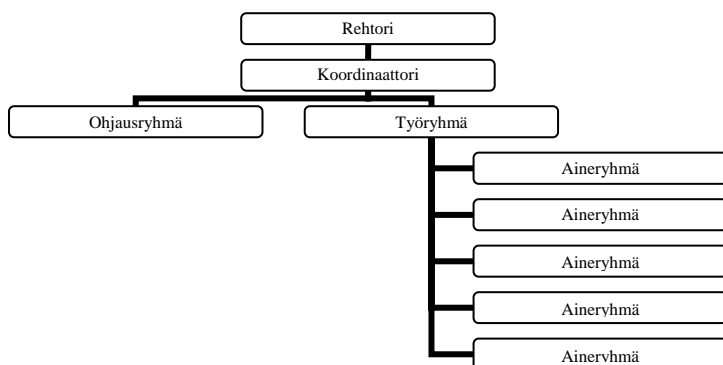 Rehtori
Koordinaattori
Ohjausryhmä
Työryhmä
Aineryhmä
Aineryhmä
Aineryhmä
Aineryhmä
Aineryhmä